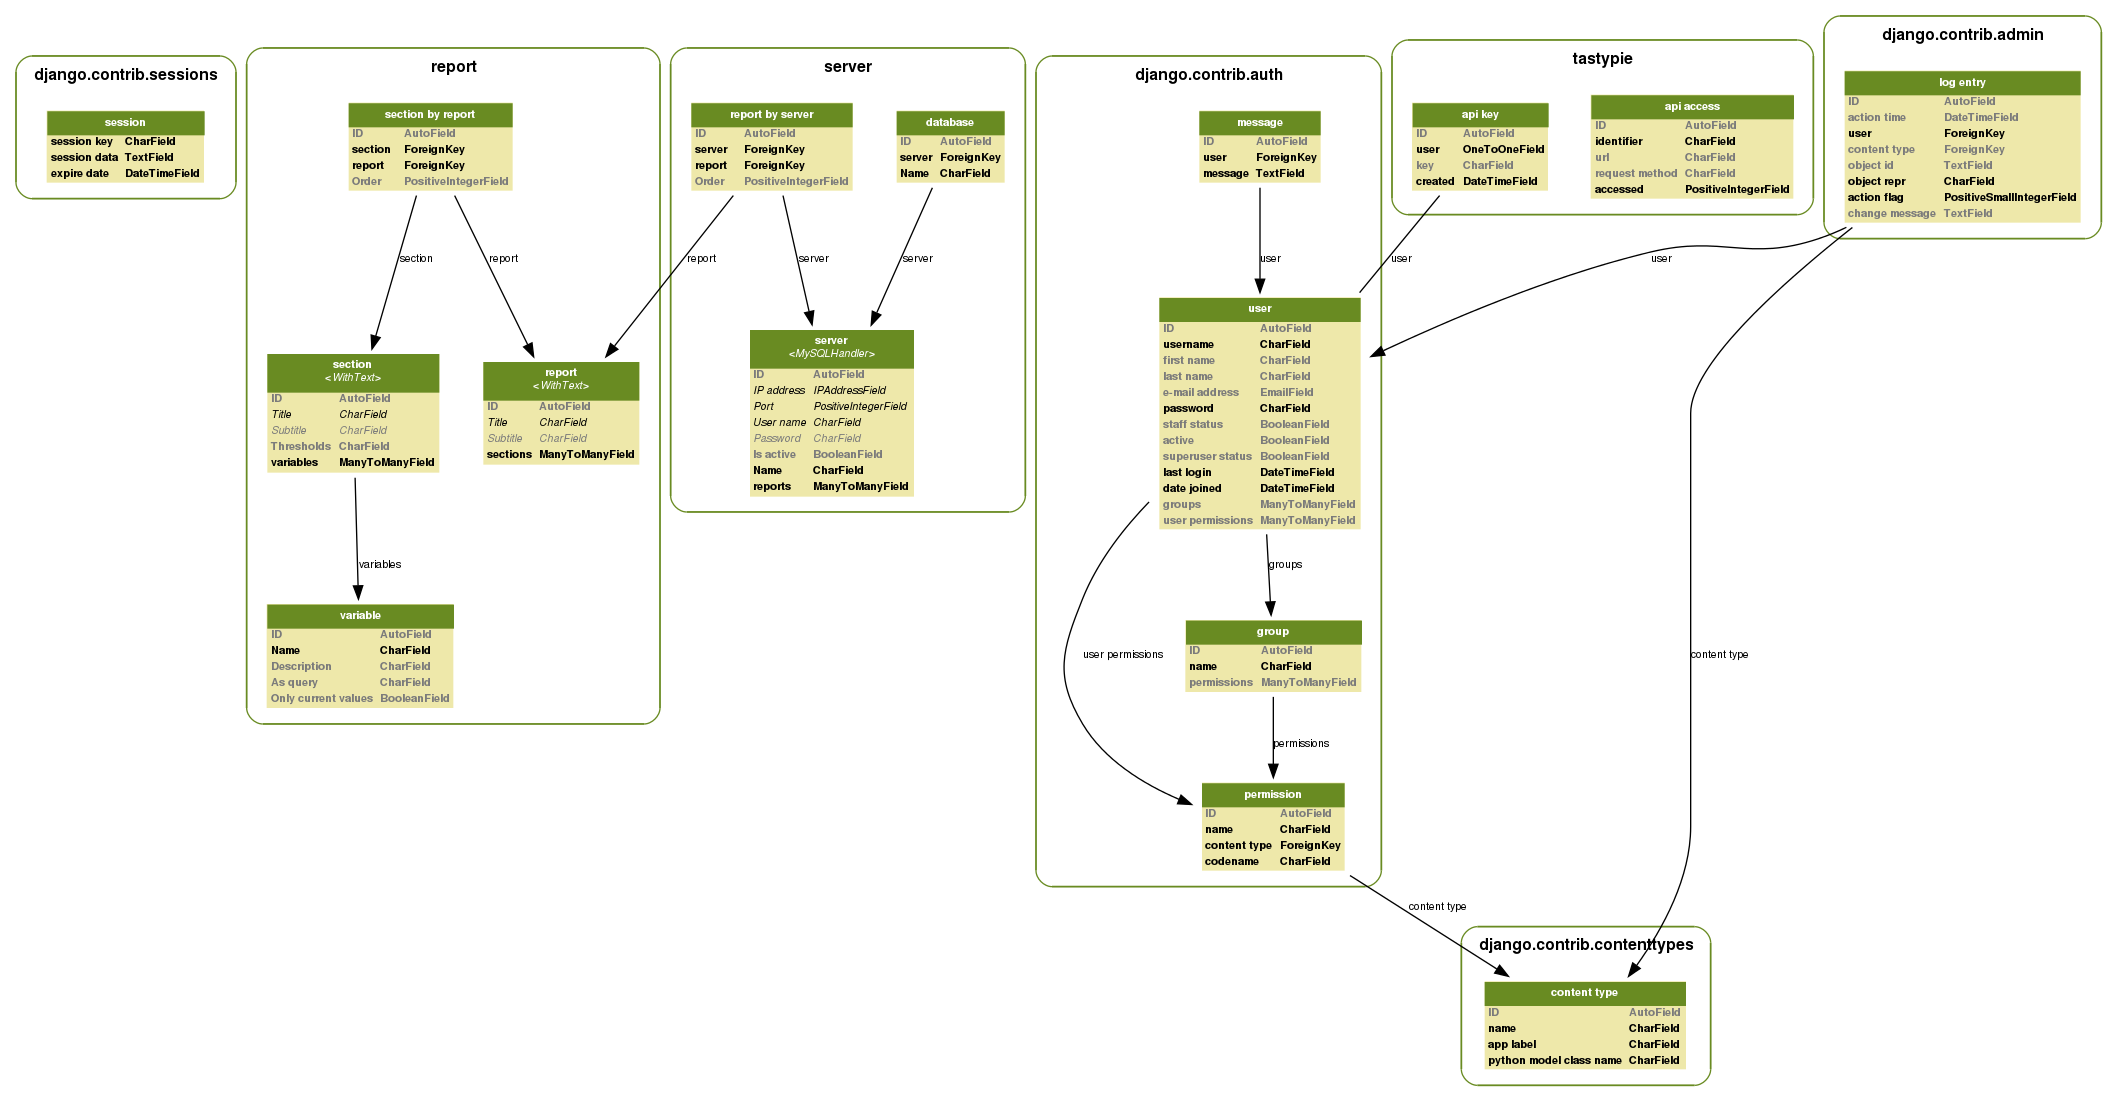 django.contrib.sessions
session
session key CharField
session data TextField
expire date DateTimeField
report
section by report
ID AutoField
section ForeignKey
report ForeignKey
Order PositiveIntegerField
section
report
section
<WithText>
ID AutoField
Title CharField
Subtitle CharField
Thresholds CharField
variables ManyToManyField
report
<WithText>
ID AutoField
Title CharField
Subtitle CharField
sections ManyToManyField
variables
variable
ID AutoField
Name CharField
Description CharField
As query CharField
Only current values BooleanField
server
report by server
ID AutoField
server ForeignKey
report ForeignKey
Order PositiveIntegerField
database
ID AutoField
server ForeignKey
Name CharField
report
server
server
server
<MySQLHandler>
ID AutoField
IP address IPAddressField
Port PositiveIntegerField
User name CharField
Password CharField
Is active BooleanField
Name CharField
reports ManyToManyField
django.contrib.auth
message
ID AutoField
user ForeignKey
message TextField
user
user
ID AutoField
username CharField
first name CharField
last name CharField
e-mail address EmailField
password CharField
staff status BooleanField
active BooleanField
superuser status BooleanField
last login DateTimeField
date joined DateTimeField
groups ManyToManyField
user permissions ManyToManyField
groups
user permissions
group
ID AutoField
name CharField
permissions ManyToManyField
permissions
permission
ID AutoField
name CharField
content type ForeignKey
codename CharField
tastypie
api key
ID AutoField
user OneToOneField
key CharField
created DateTimeField
api access
ID AutoField
identifier CharField
url CharField
request method CharField
accessed PositiveIntegerField
user
django.contrib.admin
log entry
ID AutoField
action time DateTimeField
user ForeignKey
content type ForeignKey
object id TextField
object repr CharField
action flag PositiveSmallIntegerField
change message TextField
user
content type
content type
django.contrib.contenttypes
content type
ID AutoField
name CharField
app label CharField
python model class name CharField